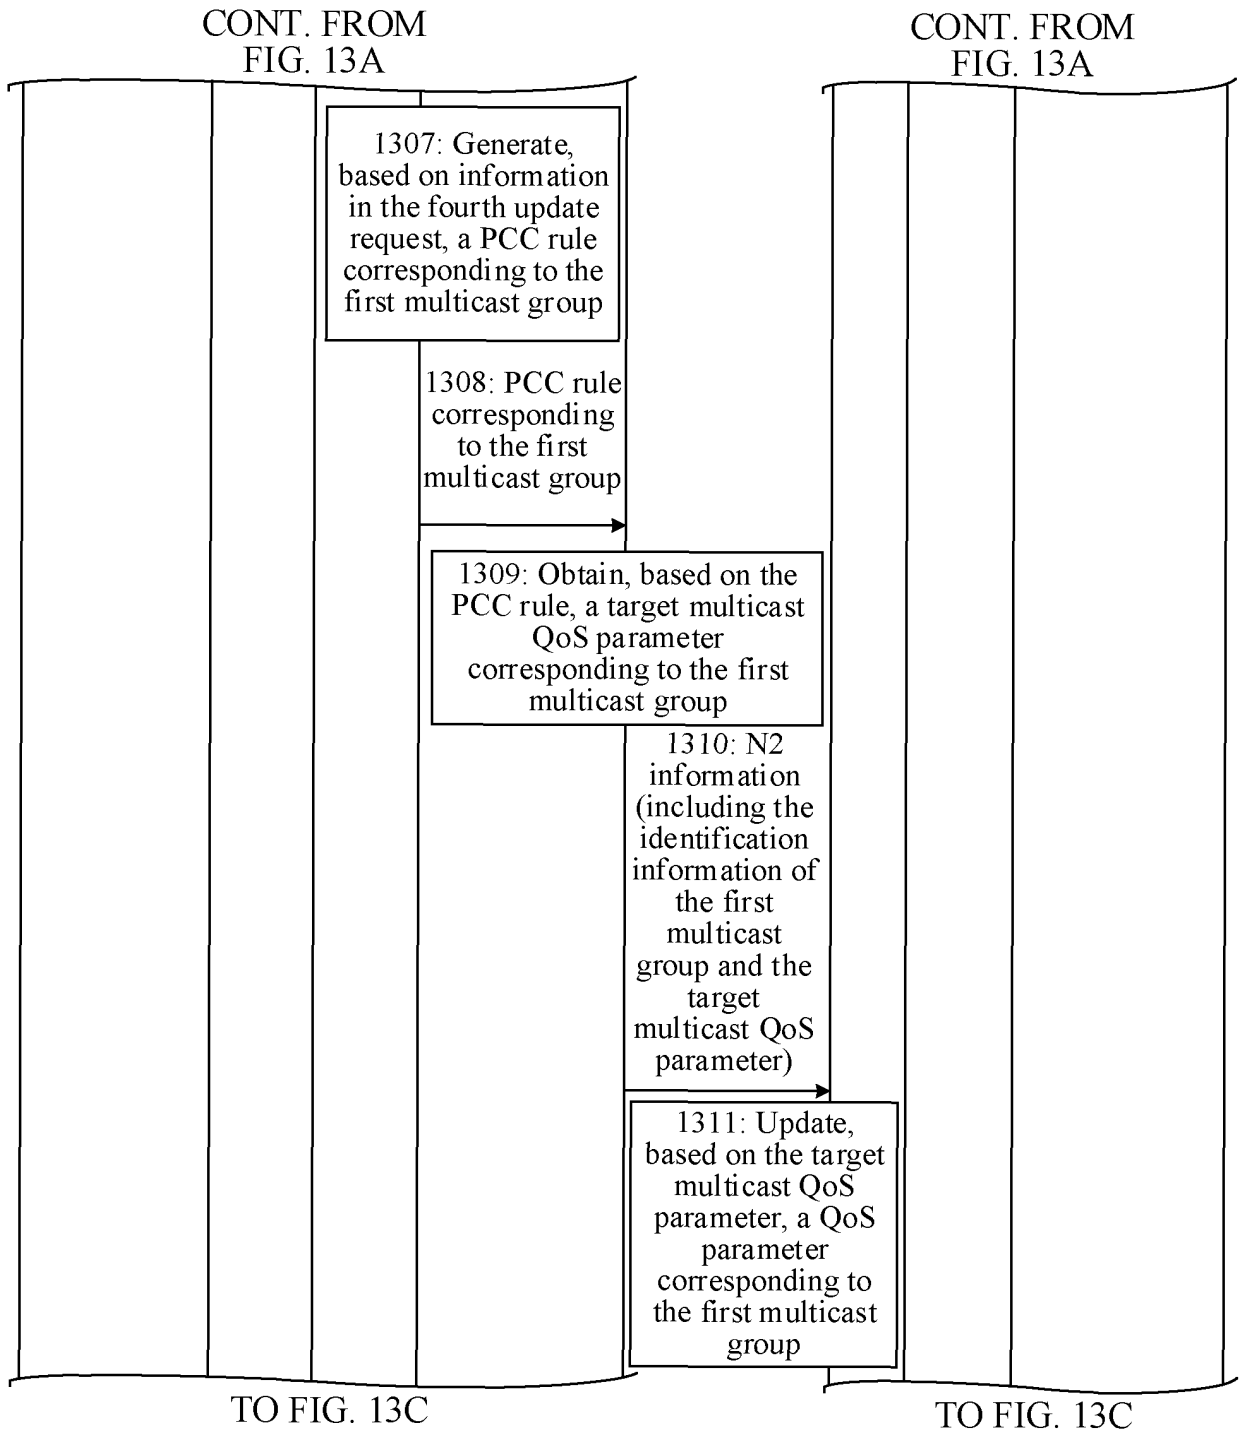 CONT. FROM
FIG. 13A
CONT. FROM
FIG. 13A
1307: Generate,
based on information
in the fourth update
request, a PCC rule
corresponding to the
first multicast group
1308: PCC rule
corresponding
to the first
multicast group
1309: Obtain, based on the
PCC rule, a target multicast
QoS parameter
corresponding to the first
multicast group
1310: N2
information
(including the
identification
information of
the first
multicast
group and the
target
multicast QoS
parameter)
1311: Update,
based on the target
multicast QoS
parameter, a QoS
parameter
corresponding to
the first multicast
group
TO FIG. 13C
TO FIG. 13C